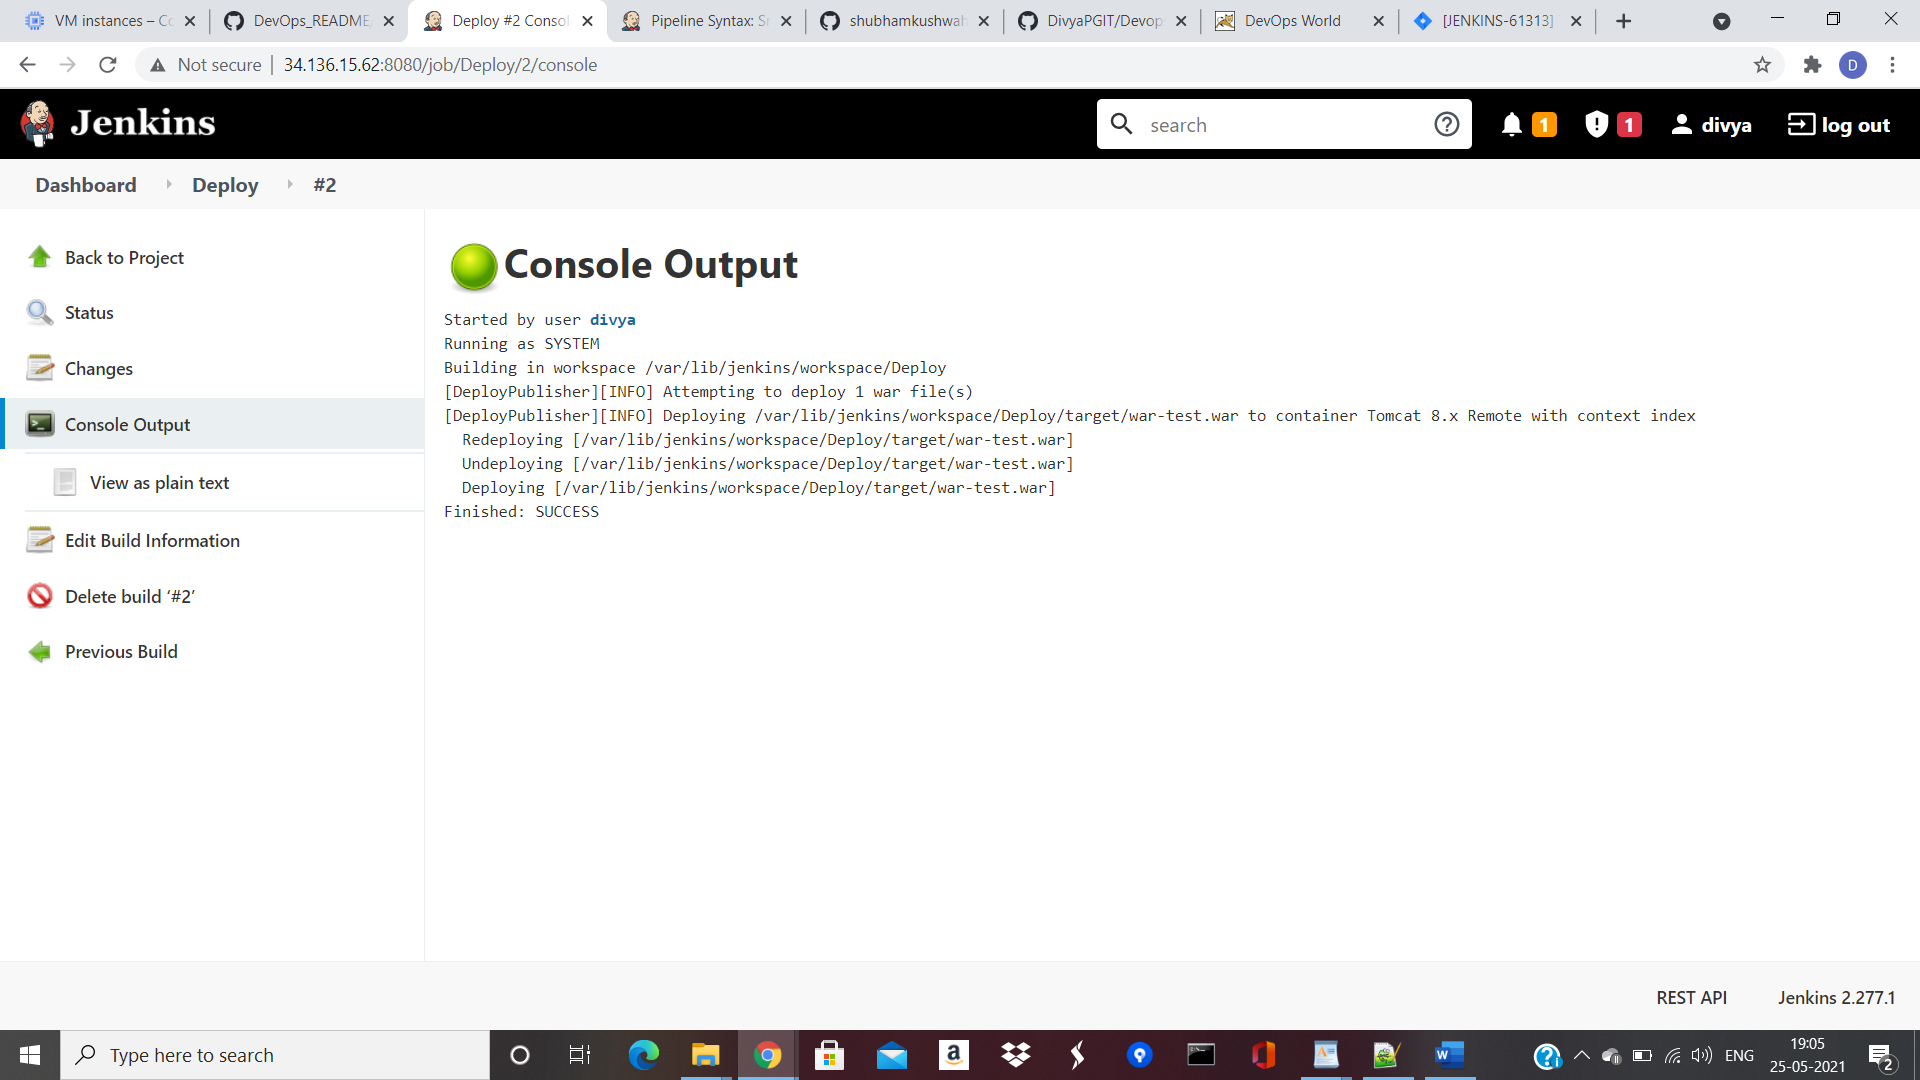 VM instances – Co
DevOps_README.
Deploy #2 Consol
Pipeline Syntax: Sn
shubhamkushwah
DivyaPGIT/Devop
DevOps World
[JENKINS-61313]
Not secure
34.136.15.62:8080/job/Deploy/2/console
D
Jenkins
search
1
1
divya
log out
Dashboard
Deploy
#2
Back to Project
Status
Changes
Console Output
View as plain text
Edit Build Information
Delete build ‘#2’
Previous Build
Console Output
Started by user divya
Running as SYSTEM
Building in workspace /var/lib/jenkins/workspace/Deploy
[DeployPublisher][INFO] Attempting to deploy 1 war file(s)
[DeployPublisher][INFO] Deploying /var/lib/jenkins/workspace/Deploy/target/war-test.war to container Tomcat 8.x Remote with context index
Redeploying [/var/lib/jenkins/workspace/Deploy/target/war-test.war]
Undeploying [/var/lib/jenkins/workspace/Deploy/target/war-test.war]
Deploying [/var/lib/jenkins/workspace/Deploy/target/war-test.war]
Finished: SUCCESS
REST API
Jenkins 2.277.1
Type here to search
ENG
19:05
25-05-2021
2